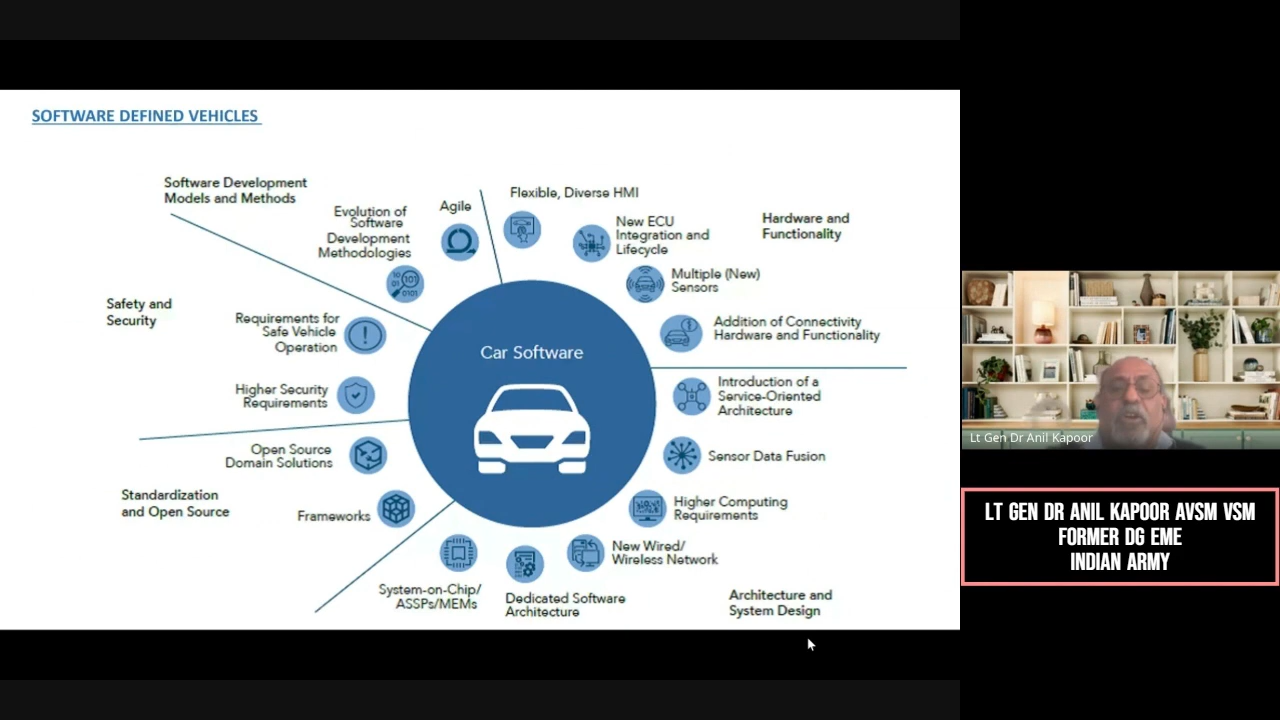 SOFTWARE DEFINED VEHICLES
Software Development
Models and Methods
Evolution of
Software
Development
Methodologies
Agile
Flexible, Diverse HMI
New ECU
Integration and
Lifecycle
Hardware and
Functionality
Multiple (New)
Sensors
Addition of Connectivity
Hardware and Functionality
Safety and
Security
Requirements for
Safe Vehicle
Operation
Higher Security
Requirements
Car Software
Introduction of a
Service-Oriented
Architecture
Sensor Data Fusion
Higher Computing
Requirements
New Wired/
Wireless Network
Open Source
Domain Solutions
Standardization
and Open Source
Frameworks
System-on-Chip/
ASSPs/MEMs
Dedicated Software
Architecture
Architecture and
System Design
Lt Gen Dr Anil Kapoor
LT GEN DR ANIL KAPOOR AVSM VSM
FORMER DG EME
INDIAN ARMY